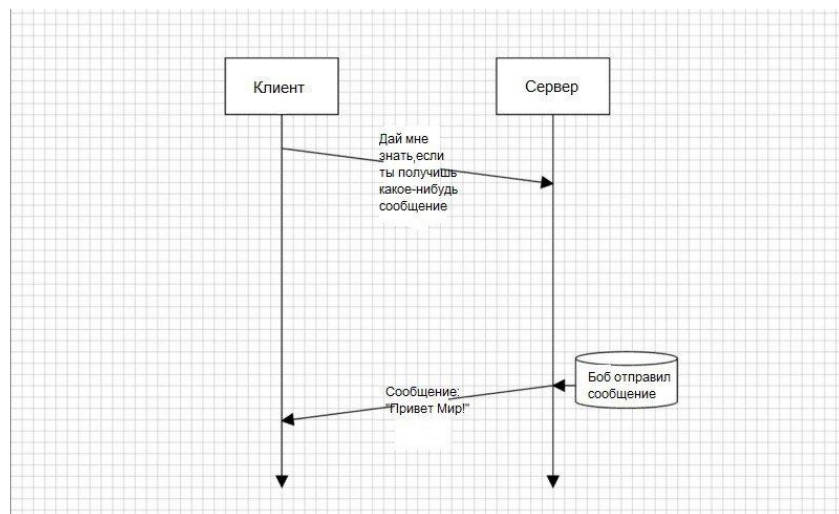 Клиент
Сервер
Дай мне
знать,если
ты получишь
какое-нибудь
сообщение
Боб отправил
сообщение
Сообщение:
"Привет Мир!"